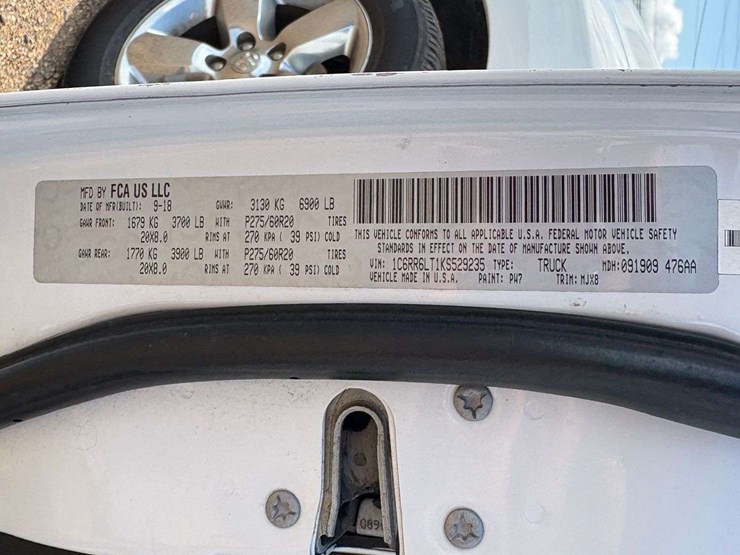 MFD BY FCA US LLC
DATE OF MFR(BUILT): 9-18 GVWR: 3130 KG 6900 LB
GAWR FRONT: 1679 KG 3700 LB WITH P275/60R20 TIRES
20X8.0 RIMS AT 270 KPA ( 39 PSI) COLD
GAWR REAR: 1770 KG 3900 LB WITH P275/60R20 TIRES
20X8.0 RIMS AT 270 KPA ( 39 PSI) COLD
THIS VEHICLE CONFORMS TO ALL APPLICABLE U.S.A. FEDERAL MOTOR VEHICLE SAFETY
STANDARDS IN EFFECT ON THE DATE OF MANUFACTURE SHOWN ABOVE.
VIN: 1C6RR6LT1KS529235 TYPE: TRUCK MDH:091909 476AA
VEHICLE MADE IN U.S.A. PAINT: PW7 TRIM: MJX8
089